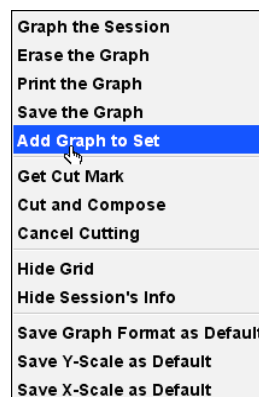 Graph the Session
Erase the Graph
Print the Graph
Save the Graph
Add Graph to Set
Get Cut Mark
Cut and Compose
Cancel Cutting
Hide Grid
Hide Session's Info
Save Graph Format as Default
Save Y-Scale as Default
Save X-Scale as Default